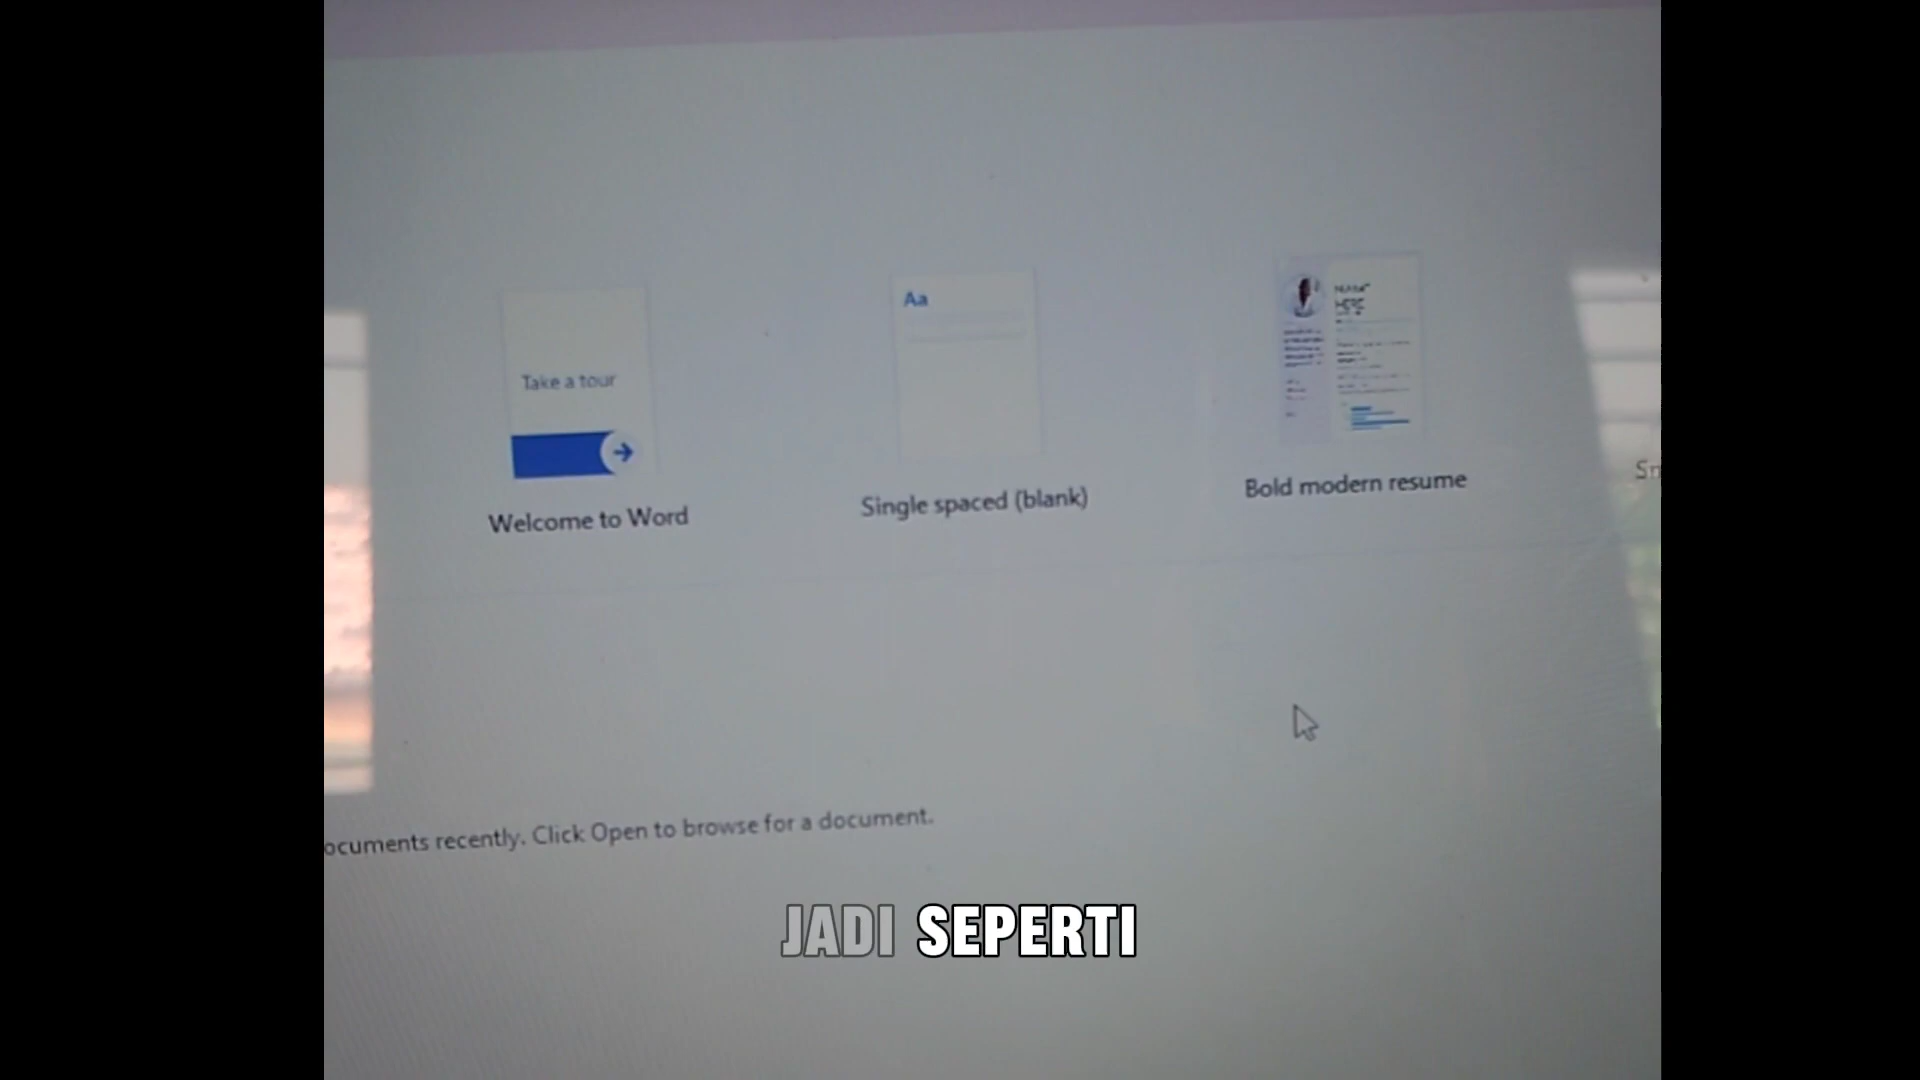 Aa
Take a tour
HERE
Welcome to Word
Single spaced (blank)
Bold modern resume
ocuments recently. Click Open to browse for a document.
JADI SEPERTI